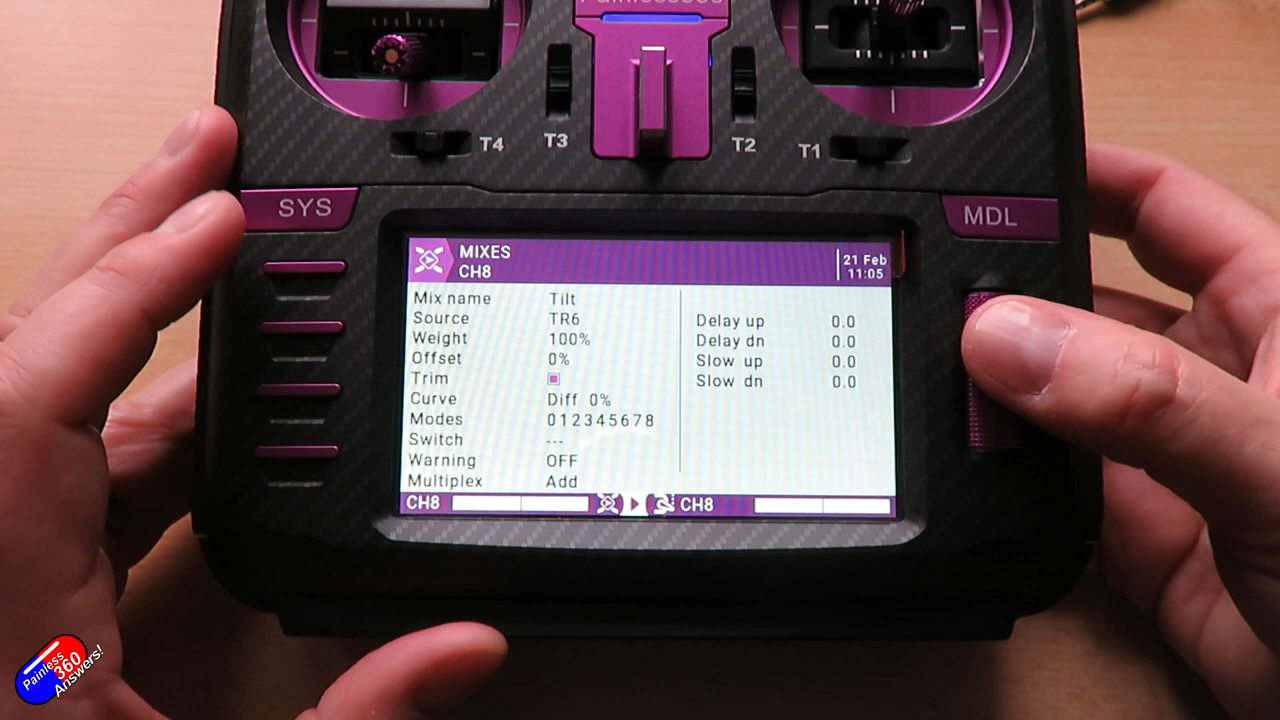 Painless360
T4
T3
T2
T1
SYS
MDL
MIXES
CH8
21 Feb
11:05
Mix name Tilt
Source TR6
Weight 100%
Offset 0%
Trim
Curve Diff 0%
Modes 012345678
Switch ---
Warning OFF
Multiplex Add
Delay up 0.0
Delay dn 0.0
Slow up 0.0
Slow dn 0.0
CH8
CH8
Painless
360
Answers!